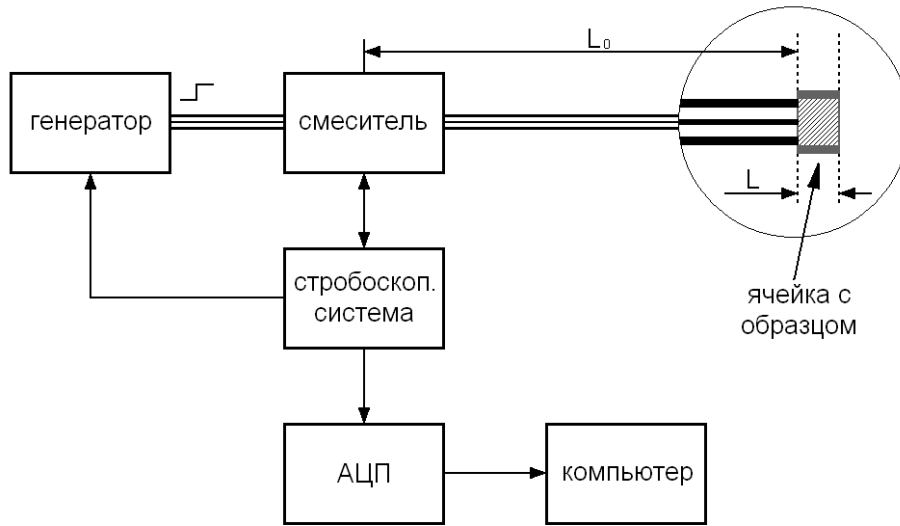 L₀
генератор
смеситель
L
стробоскоп.
система
ячейка с
образцом
АЦП
компьютер